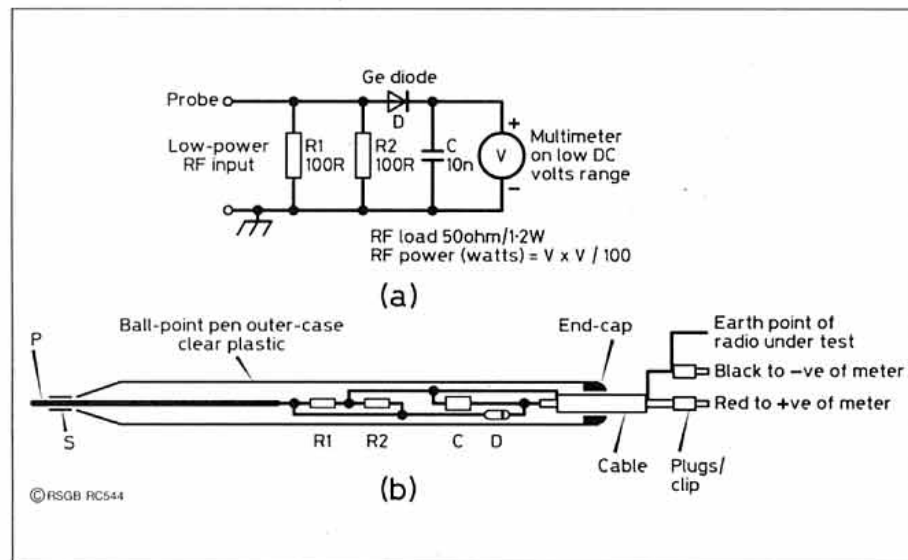 Ge diode
Probe
D
Low-power
RF input
R1
100R
R2
100R
C
10n
V
+
−
Multimeter
on low DC
volts range
RF load 50ohm/1·2W
RF power (watts) = V x V / 100
(a)
Ball-point pen outer-case
clear plastic
End-cap
Earth point of
radio under test
P
Black to −ve of meter
Red to +ve of meter
S
R1
R2
C
D
Cable
Plugs/
clip
(b)
©RSGB RC544